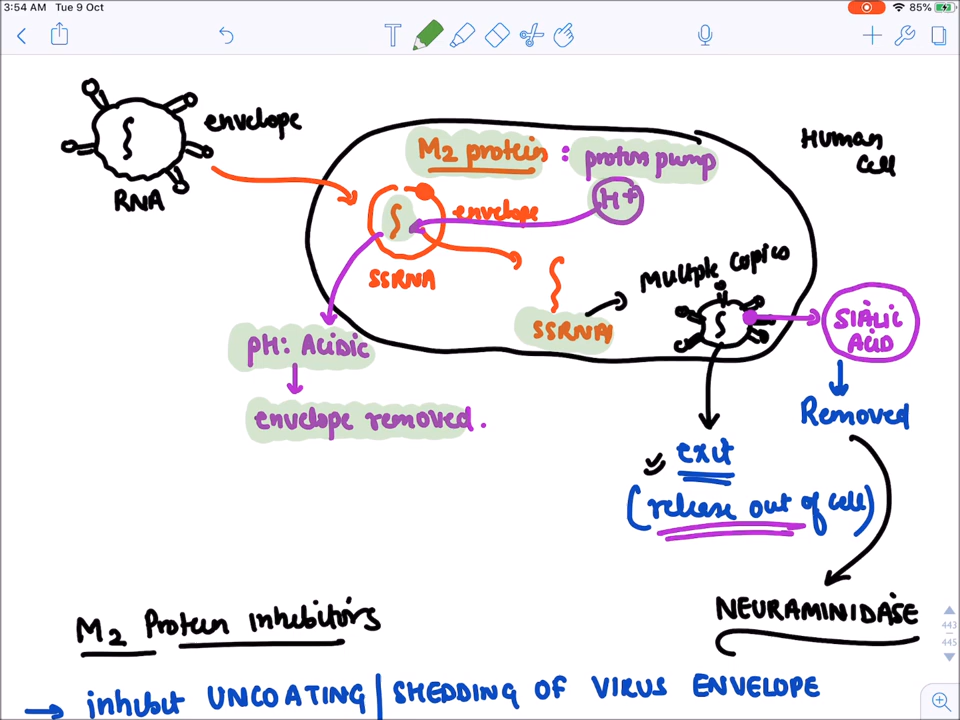 3:54 AM Tue 9 Oct
85%
T
envelope
RNA
M2 protein : proton pump
H+
envelope
SSRNA
Human
Cell
Multiple Copies
SSRNA
SIALIC
ACID
pH: Acidic
envelope removed.
Removed
exit
(release out of cell)
NEURAMINIDASE
M2 Protein Inhibitors
→ inhibit UNCOATING | SHEDDING OF VIRUS ENVELOPE
443
445